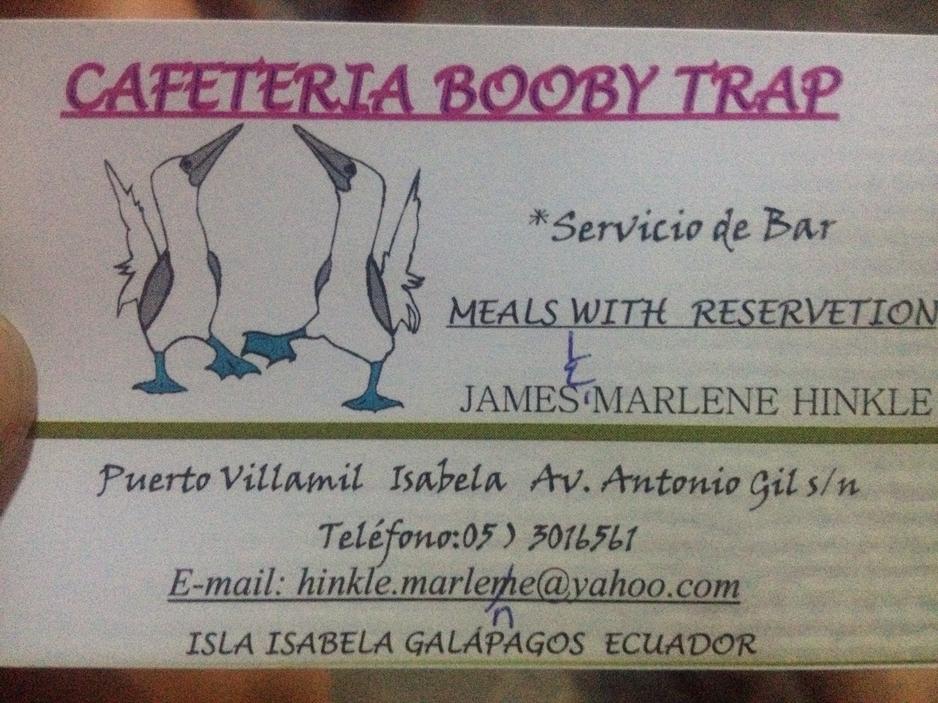 CAFETERIA BOOBY TRAP
*Servicio de Bar
MEALS WITH RESERVETION
&
JAMES MARLENE HINKLE
Puerto Villamil Isabela Av. Antonio Gil s/n
Teléfono:05) 3016561
E-mail: hinkle.marlene@yahoo.com
n
ISLA ISABELA GALÁPAGOS ECUADOR